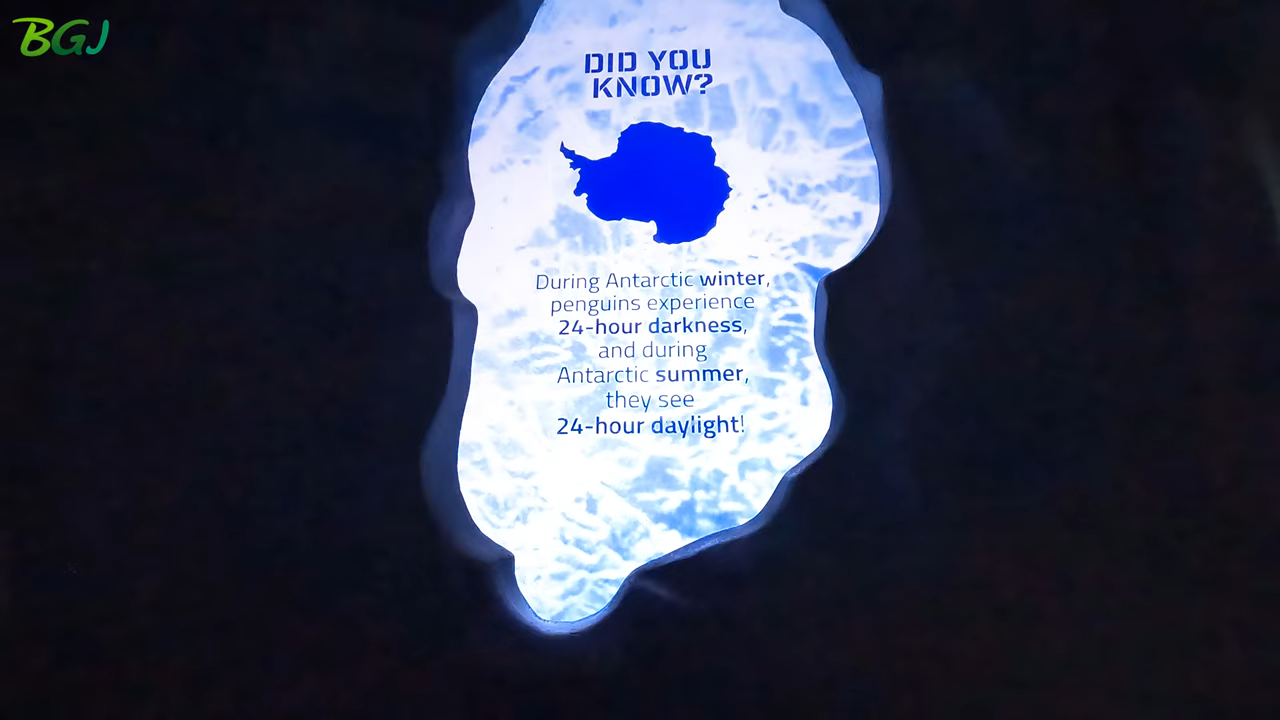 BGJ
DID YOU
KNOW?
During Antarctic winter,
penguins experience
24-hour darkness,
and during
Antarctic summer,
they see
24-hour daylight!